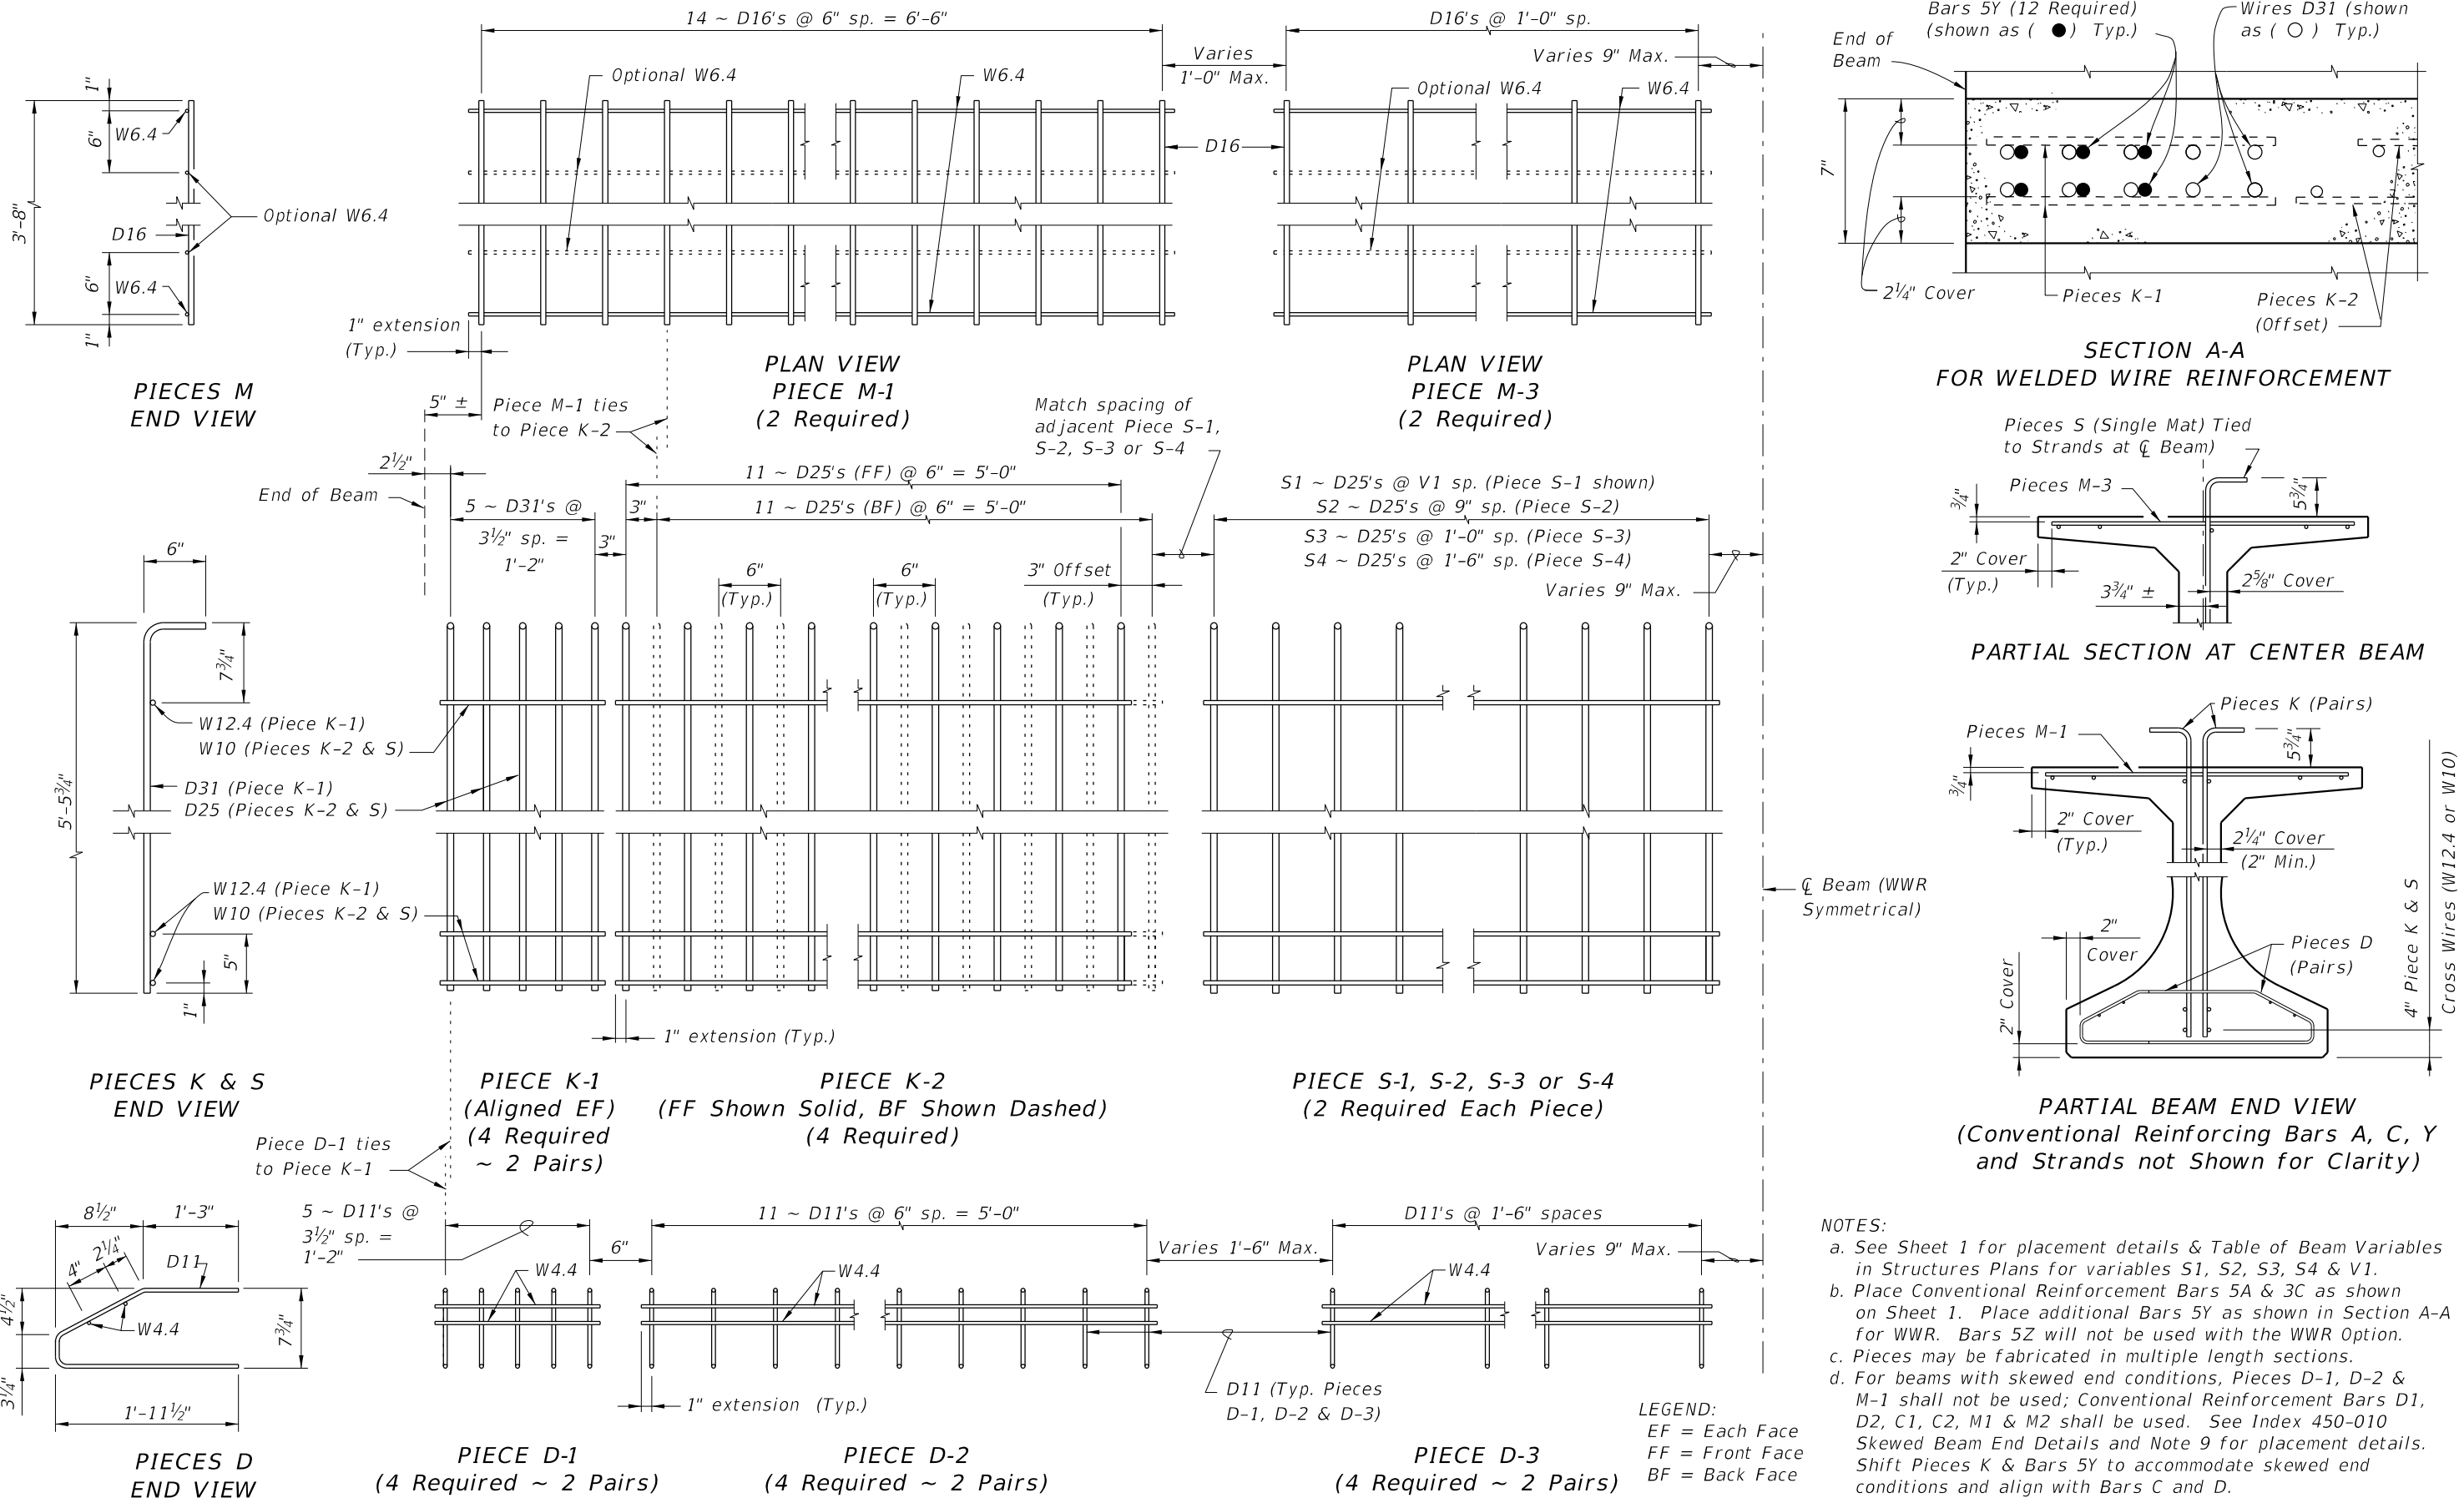 14 ~ D16's @ 6" sp. = 6'-6"
D16's @ 1'-0" sp.
Varies
1'-0" Max.
Varies 9" Max.
Optional W6.4
W6.4
Optional W6.4
W6.4
D16
1"
6"
W6.4
3'-8"
Optional W6.4
D16
6"
W6.4
1"
1" extension
(Typ.)
PIECES M
END VIEW
PLAN VIEW
PIECE M-1
(2 Required)
PLAN VIEW
PIECE M-3
(2 Required)
Bars 5Y (12 Required)
(shown as ( ● ) Typ.)
Wires D31 (shown
as ( ○ ) Typ.)
End of
Beam
7"
2¼" Cover
Pieces K-1
Pieces K-2
(Offset)
SECTION A-A
FOR WELDED WIRE REINFORCEMENT
5" ±
Piece M-1 ties
to Piece K-2
Match spacing of
adjacent Piece S-1,
S-2, S-3 or S-4
2½"
End of Beam
5 ~ D31's @
3½" sp. =
1'-2"
3"
3"
11 ~ D25's (FF) @ 6" = 5'-0"
11 ~ D25's (BF) @ 6" = 5'-0"
6"
(Typ.)
6"
(Typ.)
3" Offset
(Typ.)
S1 ~ D25's @ V1 sp. (Piece S-1 shown)
S2 ~ D25's @ 9" sp. (Piece S-2)
S3 ~ D25's @ 1'-0" sp. (Piece S-3)
S4 ~ D25's @ 1'-6" sp. (Piece S-4)
Varies 9" Max.
6"
7¾"
5'-5¾"
W12.4 (Piece K-1)
W10 (Pieces K-2 & S)
D31 (Piece K-1)
D25 (Pieces K-2 & S)
W12.4 (Piece K-1)
W10 (Pieces K-2 & S)
5"
1"
1" extension (Typ.)
℄ Beam (WWR
Symmetrical)
PIECES K & S
END VIEW
PIECE K-1
(Aligned EF)
(4 Required
~ 2 Pairs)
PIECE K-2
(FF Shown Solid, BF Shown Dashed)
(4 Required)
PIECE S-1, S-2, S-3 or S-4
(2 Required Each Piece)
Pieces S (Single Mat) Tied
to Strands at ℄ Beam)
Pieces M-3
¾"
5¾"
2" Cover
(Typ.)
3¾" ±
2⅝" Cover
PARTIAL SECTION AT CENTER BEAM
Pieces K (Pairs)
Pieces M-1
¾"
5¾"
2" Cover
(Typ.)
2¼" Cover
(2" Min.)
2"
Cover
Pieces D
(Pairs)
2" Cover
4" Piece K & S
Cross Wires (W12.4 or W10)
PARTIAL BEAM END VIEW
(Conventional Reinforcing Bars A, C, Y
and Strands not Shown for Clarity)
Piece D-1 ties
to Piece K-1
8½"
1'-3"
4"
2¼"
D11
4½"
W4.4
7¾"
3¼"
1'-11½"
PIECES D
END VIEW
5 ~ D11's @
3½" sp. =
1'-2"
6"
W4.4
11 ~ D11's @ 6" sp. = 5'-0"
W4.4
Varies 1'-6" Max.
D11's @ 1'-6" spaces
Varies 9" Max.
W4.4
1" extension (Typ.)
D11 (Typ. Pieces
D-1, D-2 & D-3)
PIECE D-1
(4 Required ~ 2 Pairs)
PIECE D-2
(4 Required ~ 2 Pairs)
PIECE D-3
(4 Required ~ 2 Pairs)
LEGEND:
EF = Each Face
FF = Front Face
BF = Back Face
NOTES:
a. See Sheet 1 for placement details & Table of Beam Variables
in Structures Plans for variables S1, S2, S3, S4 & V1.
b. Place Conventional Reinforcement Bars 5A & 3C as shown
on Sheet 1. Place additional Bars 5Y as shown in Section A-A
for WWR. Bars 5Z will not be used with the WWR Option.
c. Pieces may be fabricated in multiple length sections.
d. For beams with skewed end conditions, Pieces D-1, D-2 &
M-1 shall not be used; Conventional Reinforcement Bars D1,
D2, C1, C2, M1 & M2 shall be used. See Index 450-010
Skewed Beam End Details and Note 9 for placement details.
Shift Pieces K & Bars 5Y to accommodate skewed end
conditions and align with Bars C and D.